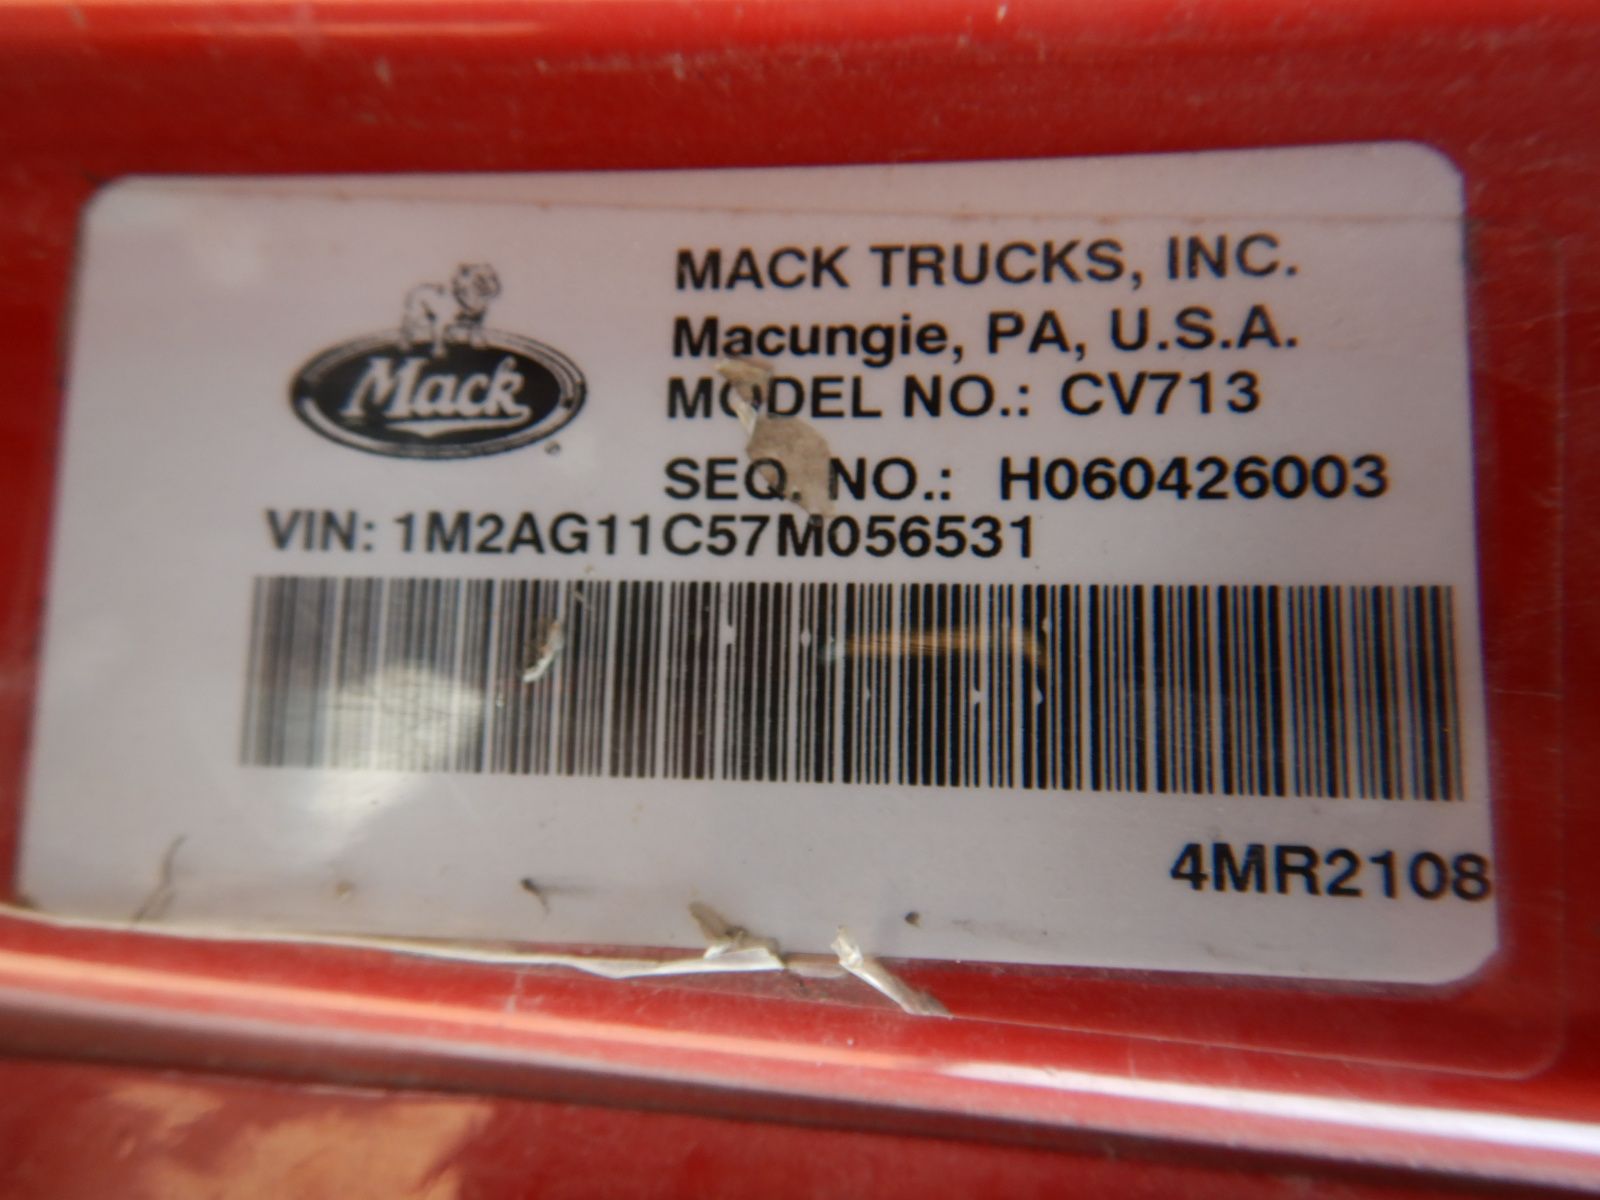 Mack
MACK TRUCKS, INC.
Macungie, PA, U.S.A.
MODEL NO.: CV713
SEQ. NO.: H060426003
VIN: 1M2AG11C57M056531
4MR2108